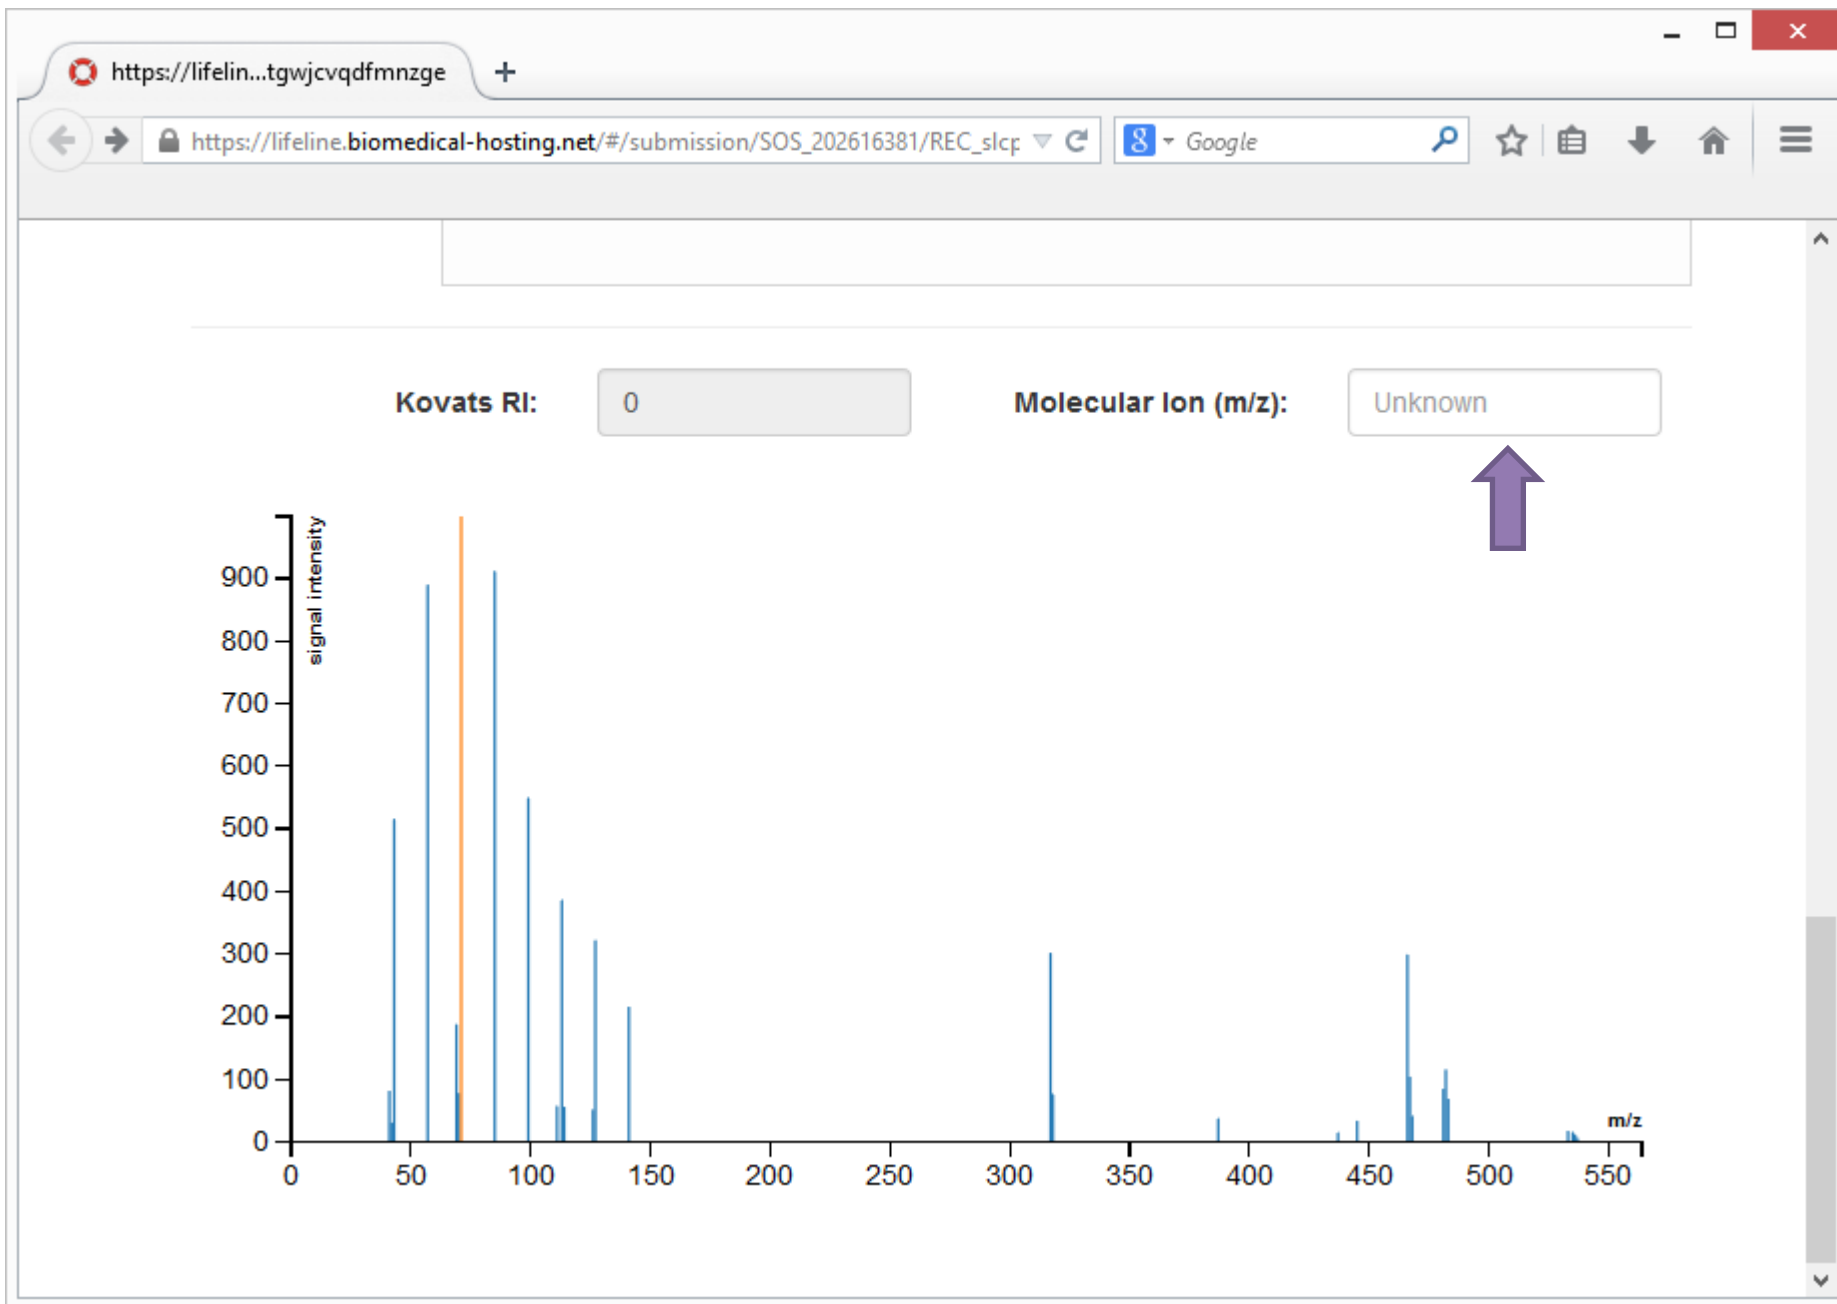 https://lifelin...tgwjcvqdfmnzge +
https://lifeline.biomedical-hosting.net/#/submission/SOS_202616381/REC_slcp
8 Google
Kovats RI: 0 Molecular Ion (m/z): Unknown
signal intensity
900
800
700
600
500
400
300
200
100
0
m/z
0 50 100 150 200 250 300 350 400 450 500 550